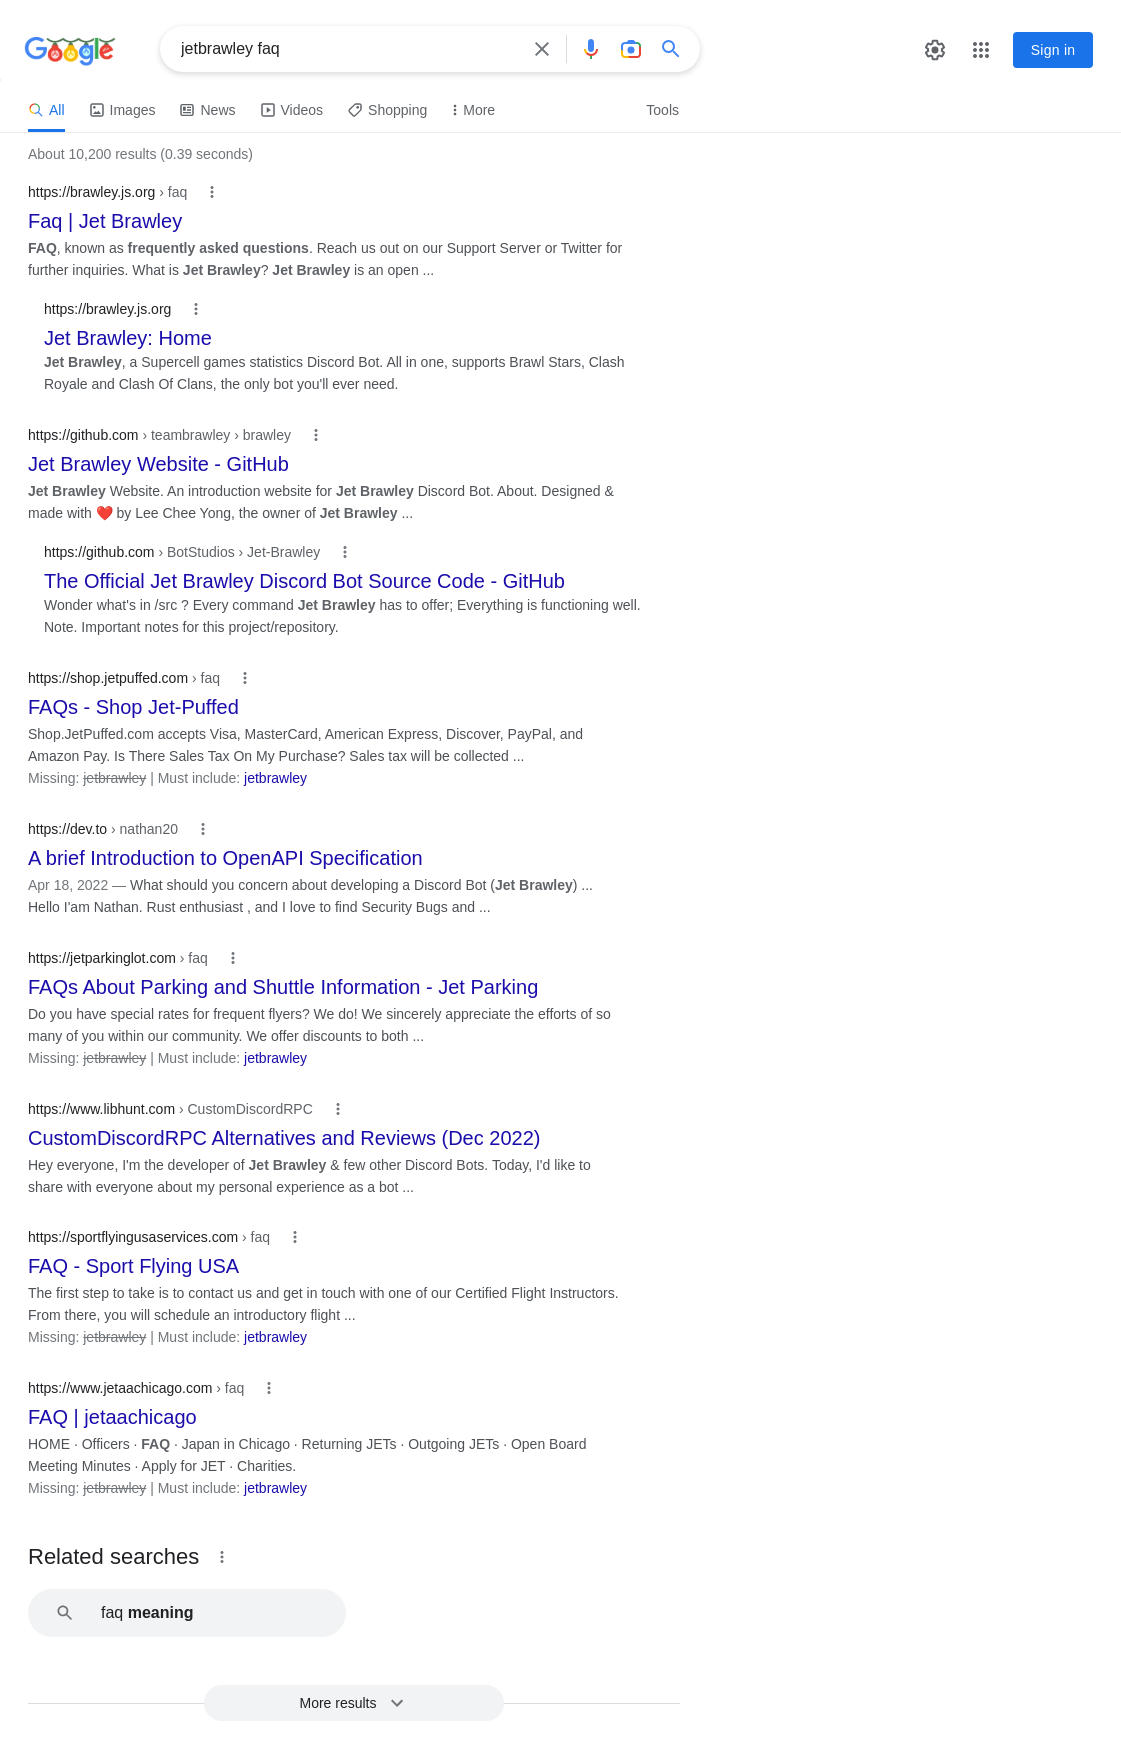 Google
jetbrawley faq
Sign in
All Images News Videos Shopping More Tools
About 10,200 results (0.39 seconds)
https://brawley.js.org › faq
Faq | Jet Brawley
FAQ, known as frequently asked questions. Reach us out on our Support Server or Twitter for
further inquiries. What is Jet Brawley? Jet Brawley is an open ...
https://brawley.js.org
Jet Brawley: Home
Jet Brawley, a Supercell games statistics Discord Bot. All in one, supports Brawl Stars, Clash
Royale and Clash Of Clans, the only bot you'll ever need.
https://github.com › teambrawley › brawley
Jet Brawley Website - GitHub
Jet Brawley Website. An introduction website for Jet Brawley Discord Bot. About. Designed &
made with ❤️ by Lee Chee Yong, the owner of Jet Brawley ...
https://github.com › BotStudios › Jet-Brawley
The Official Jet Brawley Discord Bot Source Code - GitHub
Wonder what's in /src ? Every command Jet Brawley has to offer; Everything is functioning well.
Note. Important notes for this project/repository.
https://shop.jetpuffed.com › faq
FAQs - Shop Jet-Puffed
Shop.JetPuffed.com accepts Visa, MasterCard, American Express, Discover, PayPal, and
Amazon Pay. Is There Sales Tax On My Purchase? Sales tax will be collected ...
Missing: jetbrawley | Must include: jetbrawley
https://dev.to › nathan20
A brief Introduction to OpenAPI Specification
Apr 18, 2022 — What should you concern about developing a Discord Bot (Jet Brawley) ...
Hello I'am Nathan. Rust enthusiast , and I love to find Security Bugs and ...
https://jetparkinglot.com › faq
FAQs About Parking and Shuttle Information - Jet Parking
Do you have special rates for frequent flyers? We do! We sincerely appreciate the efforts of so
many of you within our community. We offer discounts to both ...
Missing: jetbrawley | Must include: jetbrawley
https://www.libhunt.com › CustomDiscordRPC
CustomDiscordRPC Alternatives and Reviews (Dec 2022)
Hey everyone, I'm the developer of Jet Brawley & few other Discord Bots. Today, I'd like to
share with everyone about my personal experience as a bot ...
https://sportflyingusaservices.com › faq
FAQ - Sport Flying USA
The first step to take is to contact us and get in touch with one of our Certified Flight Instructors.
From there, you will schedule an introductory flight ...
Missing: jetbrawley | Must include: jetbrawley
https://www.jetaachicago.com › faq
FAQ | jetaachicago
HOME · Officers · FAQ · Japan in Chicago · Returning JETs · Outgoing JETs · Open Board
Meeting Minutes · Apply for JET · Charities.
Missing: jetbrawley | Must include: jetbrawley
Related searches
faq meaning
More results